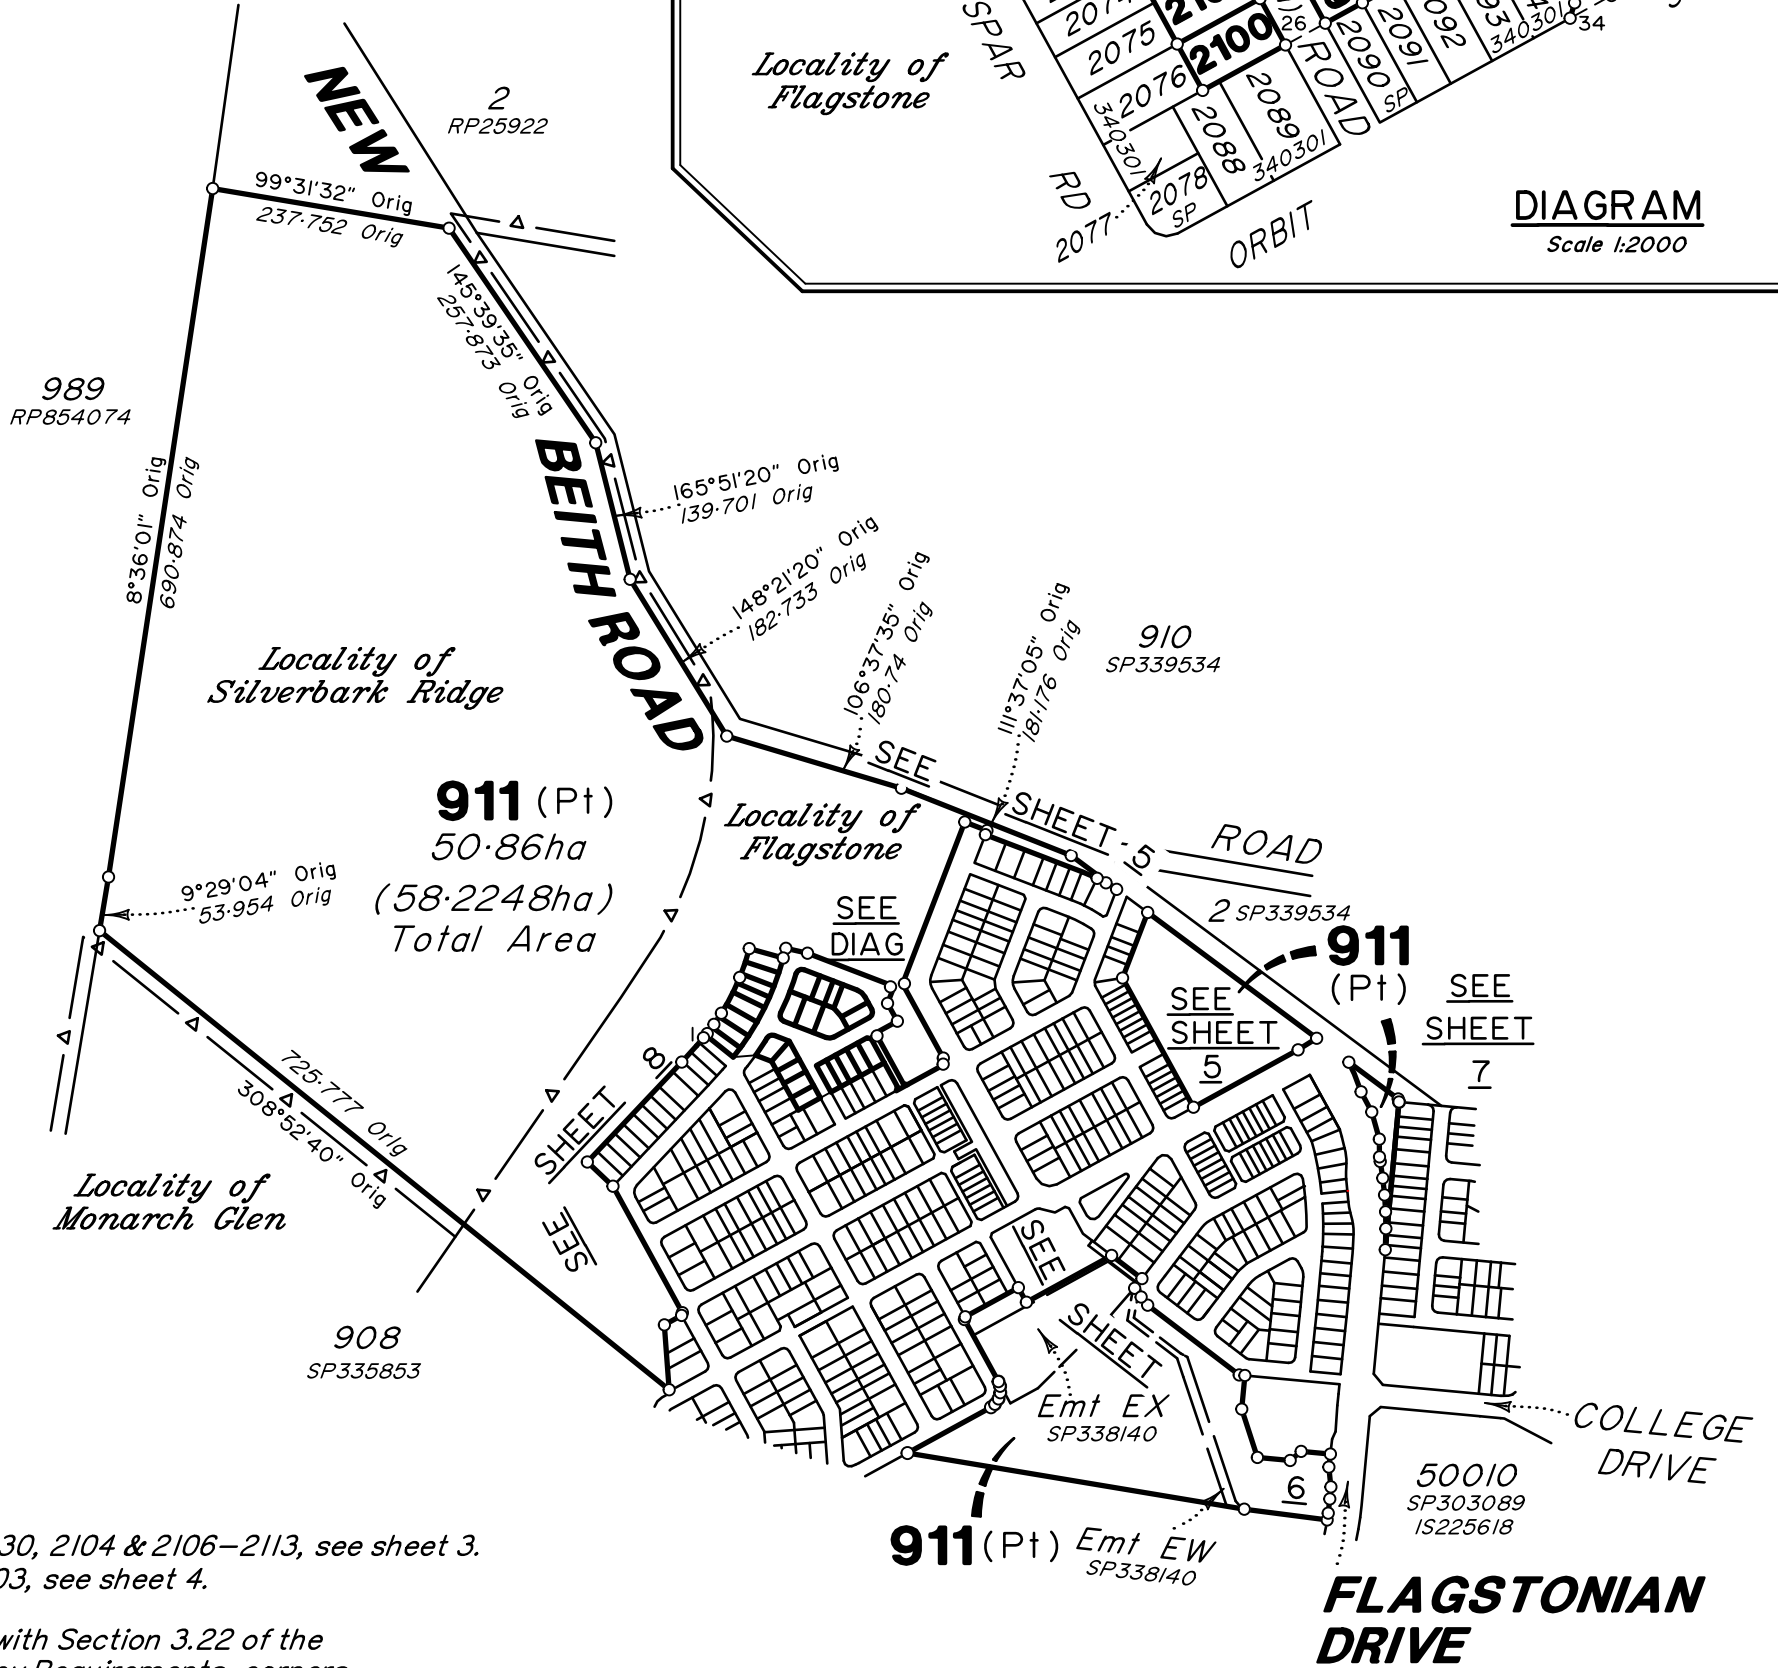 SPAR
2074
2075
2076
2100
26
ROAD
2090
SP
2091
2092
340301
34
340301
2088
2089
340301
2078
SP
2077
RD
ORBIT
Locality of
Flagstone
DIAGRAM
Scale 1:2000
NEW
2
RP25922
99°31'32" Orig
237·752 Orig
145°39'35" Orig
257·873 Orig
989
RP854074
8°36'01" Orig
690·874 Orig
BEITH ROAD
165°51'20" Orig
139·701 Orig
148°21'20" Orig
182·733 Orig
106°37'35" Orig
180·74 Orig
111°37'05" Orig
181·176 Orig
910
SP339534
Locality of
Silverbark Ridge
911 (Pt)
50·86ha
(58·2248ha)
Total Area
Locality of
Flagstone
SEE
SHEET 5
ROAD
2 SP339534
9°29'04" Orig
53·954 Orig
SEE
DIAG
911
(Pt)
SEE
SHEET
5
SEE
SHEET
7
725·777 Orig
308°52'40" Orig
SEE
SHEET
8
Locality of
Monarch Glen
908
SP335853
SEE
SHEET
6
Emt EX
SP338140
911 (Pt)
Emt EW
SP338140
COLLEGE
DRIVE
50010
SP303089
IS225618
FLAGSTONIAN
DRIVE
30, 2104 & 2106–2113, see sheet 3.
03, see sheet 4.
with Section 3.22 of the